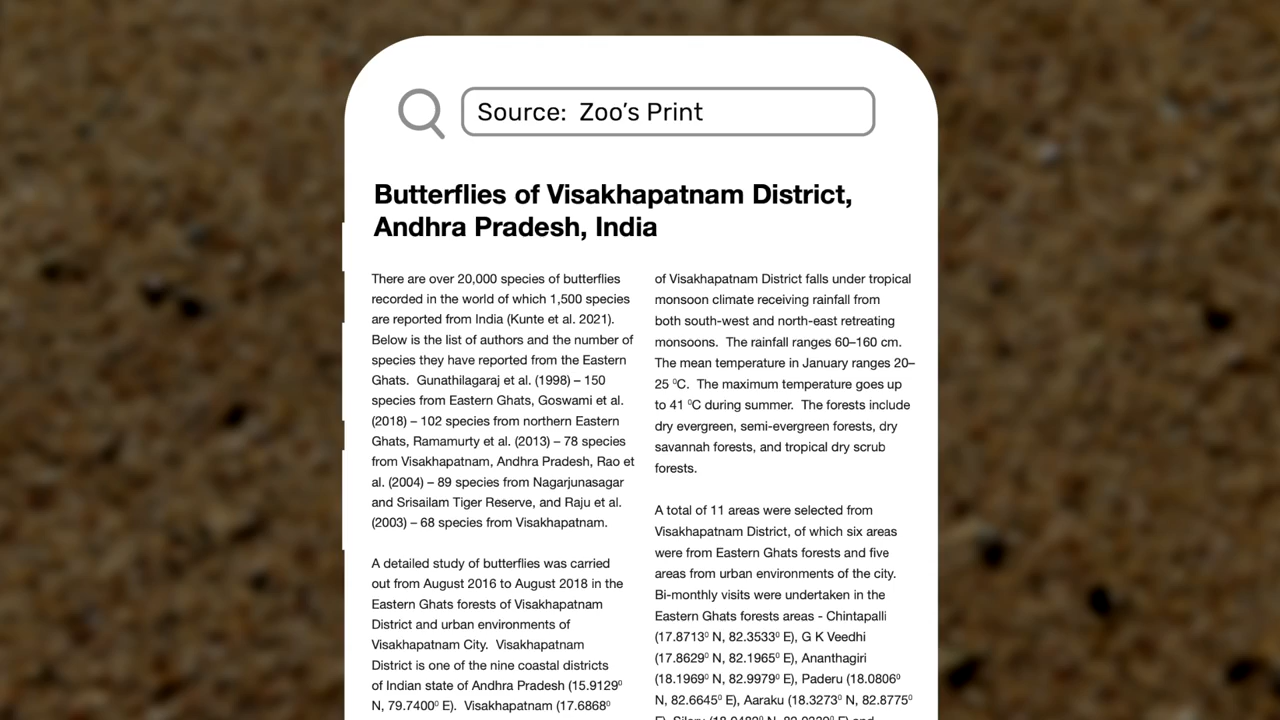 Source: Zoo's Print
Butterflies of Visakhapatnam District,
Andhra Pradesh, India
There are over 20,000 species of butterflies
recorded in the world of which 1,500 species
are reported from India (Kunte et al. 2021).
Below is the list of authors and the number of
species they have reported from the Eastern
Ghats. Gunathilagaraj et al. (1998) – 150
species from Eastern Ghats, Goswami et al.
(2018) – 102 species from northern Eastern
Ghats, Ramamurty et al. (2013) – 78 species
from Visakhapatnam, Andhra Pradesh, Rao et
al. (2004) – 89 species from Nagarjunasagar
and Srisailam Tiger Reserve, and Raju et al.
(2003) – 68 species from Visakhapatnam.
A detailed study of butterflies was carried
out from August 2016 to August 2018 in the
Eastern Ghats forests of Visakhapatnam
District and urban environments of
Visakhapatnam City. Visakhapatnam
District is one of the nine coastal districts
of Indian state of Andhra Pradesh (15.9129⁰
N, 79.7400⁰ E). Visakhapatnam (17.6868⁰
of Visakhapatnam District falls under tropical
monsoon climate receiving rainfall from
both south-west and north-east retreating
monsoons. The rainfall ranges 60–160 cm.
The mean temperature in January ranges 20–
25 ⁰C. The maximum temperature goes up
to 41 ⁰C during summer. The forests include
dry evergreen, semi-evergreen forests, dry
savannah forests, and tropical dry scrub
forests.
A total of 11 areas were selected from
Visakhapatnam District, of which six areas
were from Eastern Ghats forests and five
areas from urban environments of the city.
Bi-monthly visits were undertaken in the
Eastern Ghats forests areas - Chintapalli
(17.8713⁰ N, 82.3533⁰ E), G K Veedhi
(17.8629⁰ N, 82.1965⁰ E), Ananthagiri
(18.1969⁰ N, 82.9979⁰ E), Paderu (18.0806⁰
N, 82.6645⁰ E), Aaraku (18.3273⁰ N, 82.8775⁰